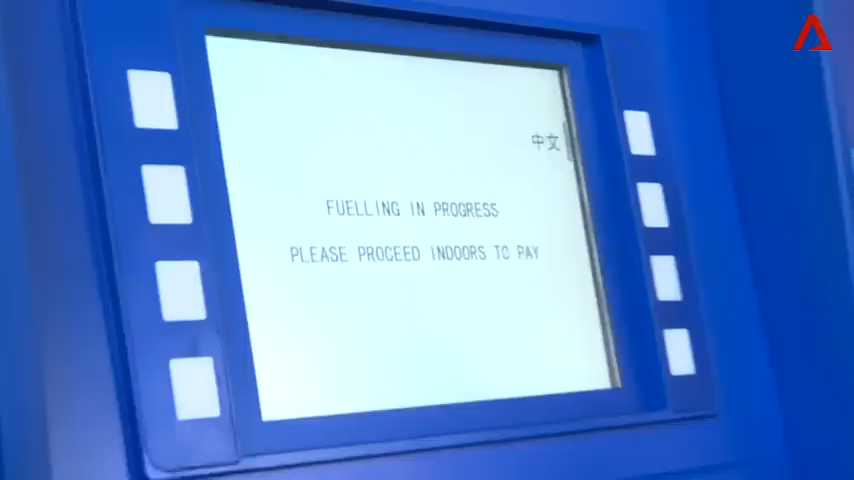 中文
FUELLING IN PROGRESS
PLEASE PROCEED INDOORS TO PAY